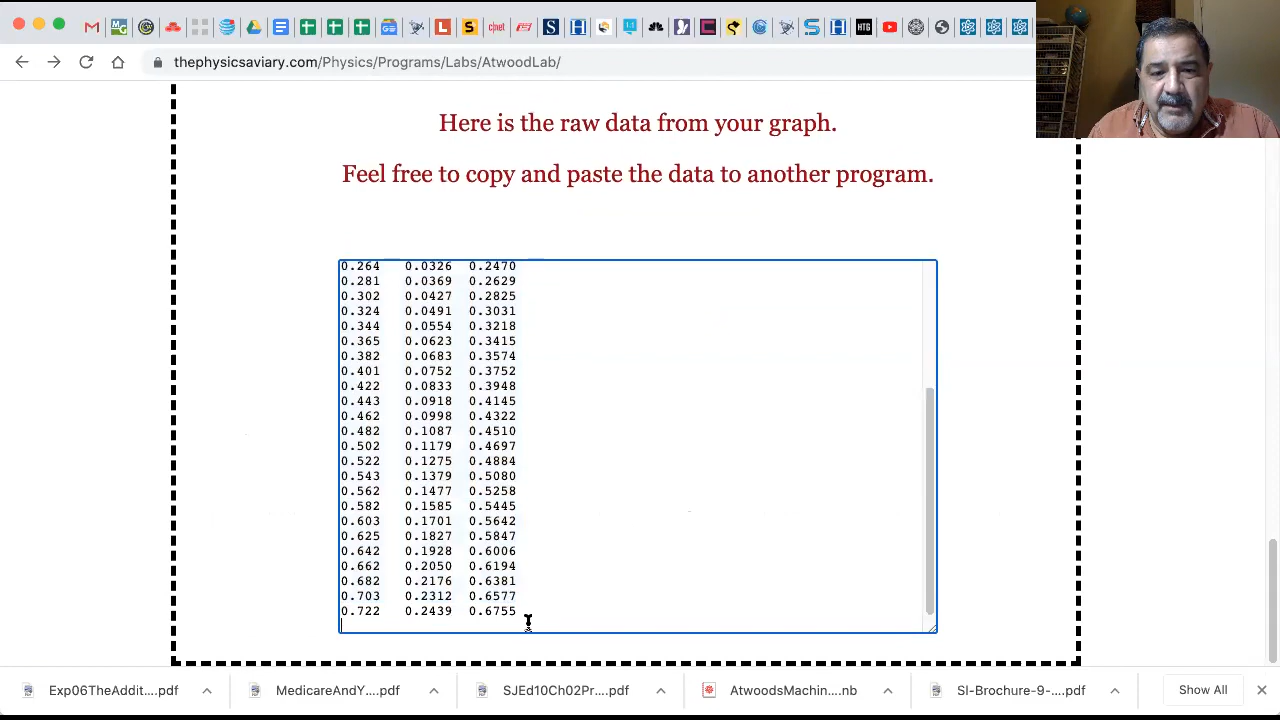 thephysicsaviary.com/Physics/Programs/Labs/AtwoodLab/
Here is the raw data from your graph.
Feel free to copy and paste the data to another program.
0.264 0.0326 0.2470
0.281 0.0369 0.2629
0.302 0.0427 0.2825
0.324 0.0491 0.3031
0.344 0.0554 0.3218
0.365 0.0623 0.3415
0.382 0.0683 0.3574
0.401 0.0752 0.3752
0.422 0.0833 0.3948
0.443 0.0918 0.4145
0.462 0.0998 0.4322
0.482 0.1087 0.4510
0.502 0.1179 0.4697
0.522 0.1275 0.4884
0.543 0.1379 0.5080
0.562 0.1477 0.5258
0.582 0.1585 0.5445
0.603 0.1701 0.5642
0.625 0.1827 0.5847
0.642 0.1928 0.6006
0.662 0.2050 0.6194
0.682 0.2176 0.6381
0.703 0.2312 0.6577
0.722 0.2439 0.6755
Exp06TheAddit....pdf MedicareAndY....pdf SJEd10Ch02Pr....pdf AtwoodsMachin....nb SI-Brochure-9-....pdf Show All